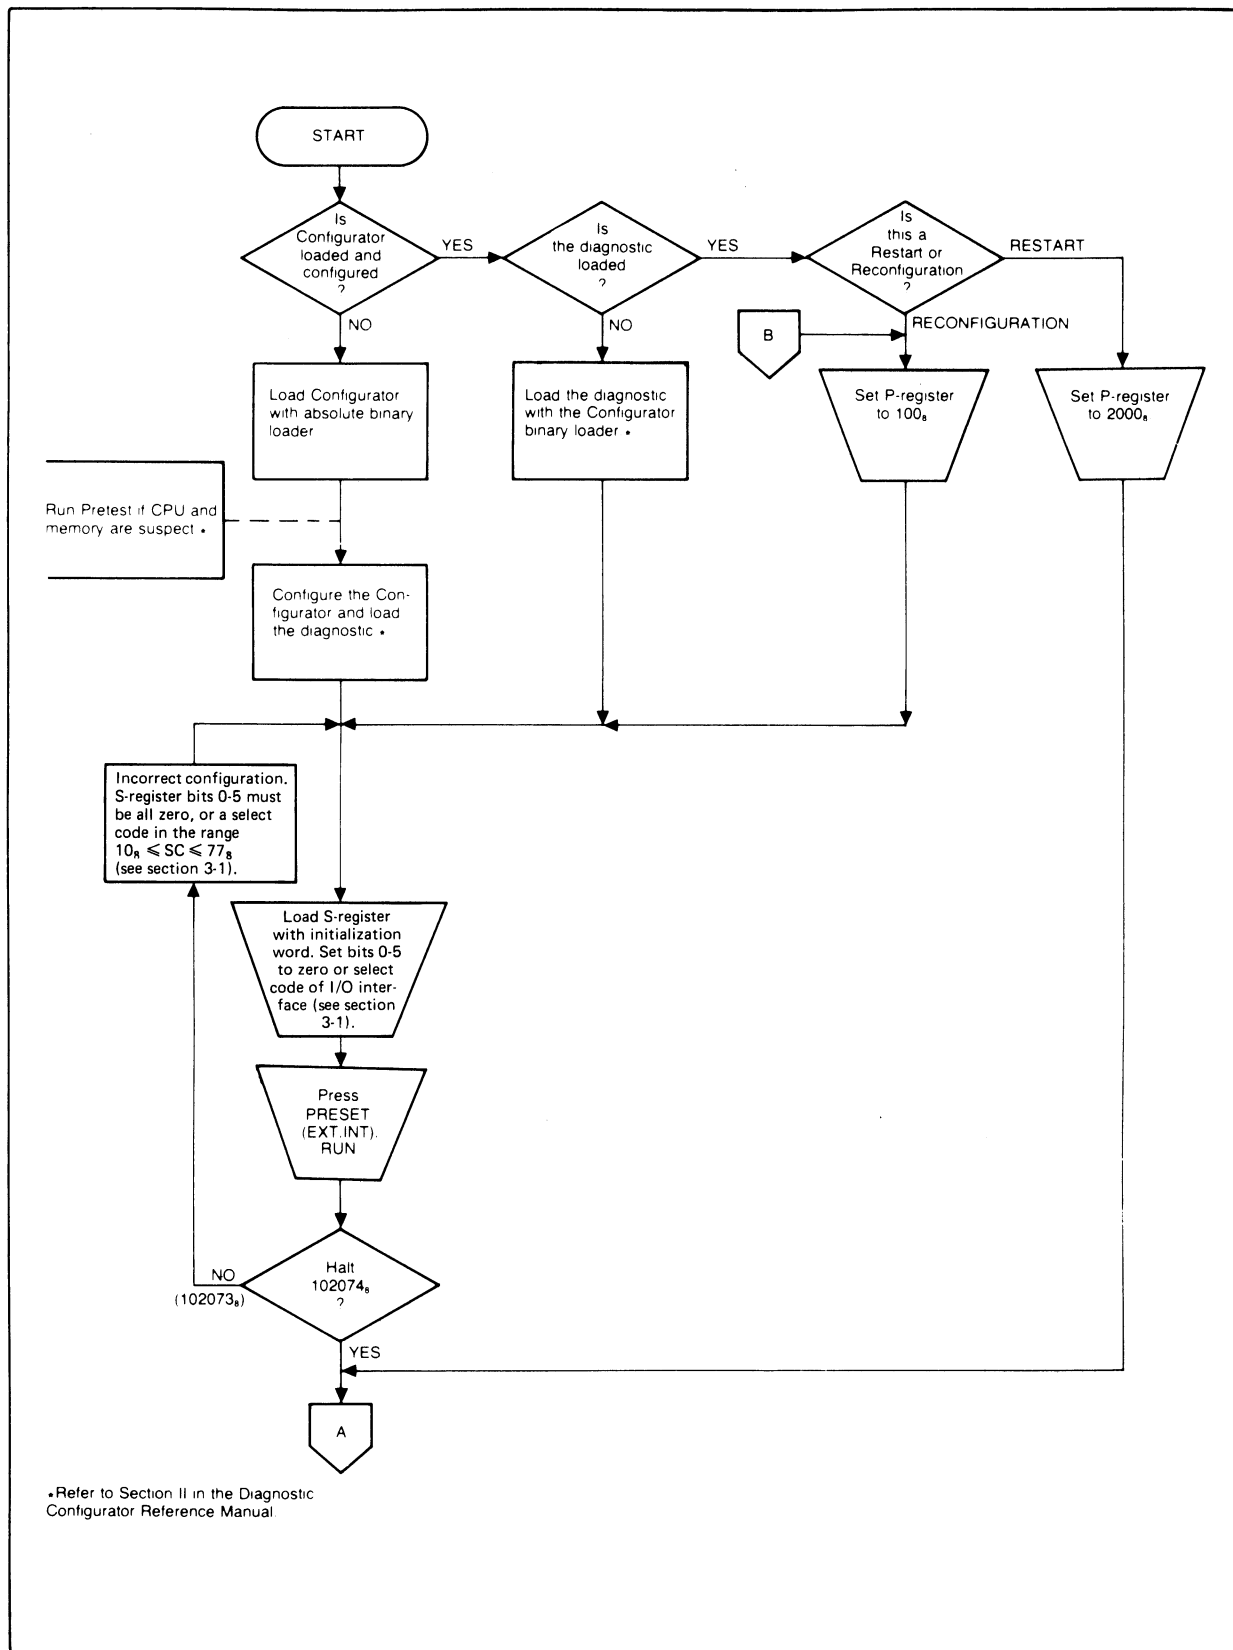 START
Is
Configurator
loaded and
configured
?
YES
NO
Is
the diagnostic
loaded
?
YES
NO
Is
this a
Restart or
Reconfiguration
?
RESTART
RECONFIGURATION
B
Load Configurator
with absolute binary
loader
Load the diagnostic
with the Configurator
binary loader *
Set P-register
to 100₈
Set P-register
to 2000₈
Run Pretest if CPU and
memory are suspect *
Configure the Con-
figurator and load
the diagnostic *
Incorrect configuration.
S-register bits 0-5 must
be all zero, or a select
code in the range
10₈ ⩽ SC ⩽ 77₈
(see section 3-1).
Load S-register
with initialization
word. Set bits 0-5
to zero or select
code of I/O inter-
face (see section
3-1).
Press
PRESET
(EXT.INT).
RUN
Halt
102074₈
?
NO
(102073₈)
YES
A
*Refer to Section II in the Diagnostic
Configurator Reference Manual.